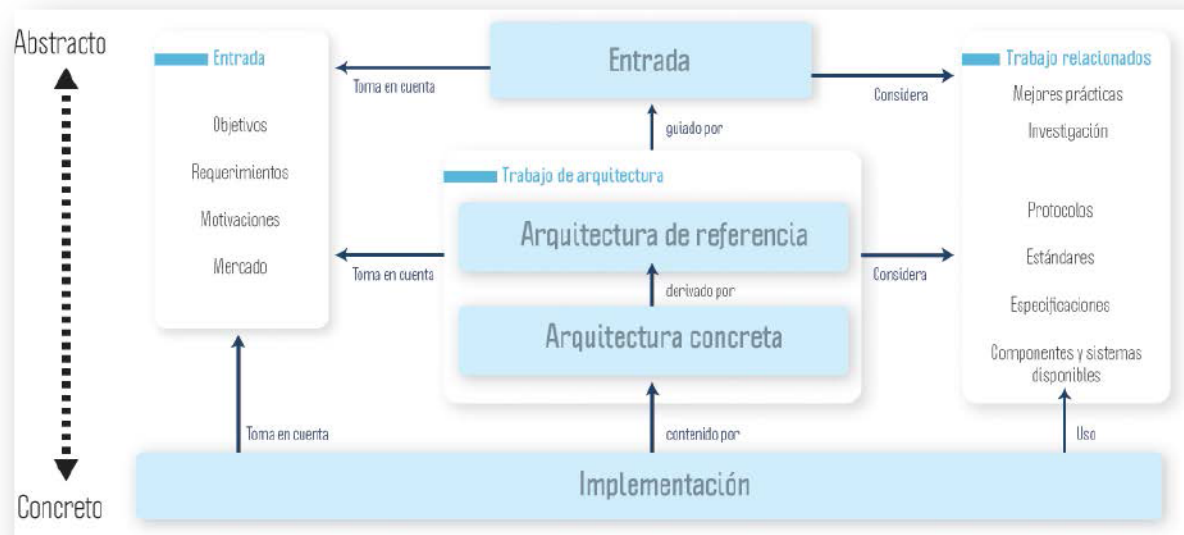 Abstracto
Entrada
Objetivos
Requerimientos
Motivaciones
Mercado
Toma en cuenta
Entrada
Considera
Trabajo relacionados
Mejores prácticas
Investigación
Protocolos
Estándares
Especificaciones
Componentes y sistemas
disponibles
guiado por
Trabajo de arquitectura
Arquitectura de referencia
Toma en cuenta
Considera
derivado por
Arquitectura concreta
Toma en cuenta
contenido por
Uso
Implementación
Concreto